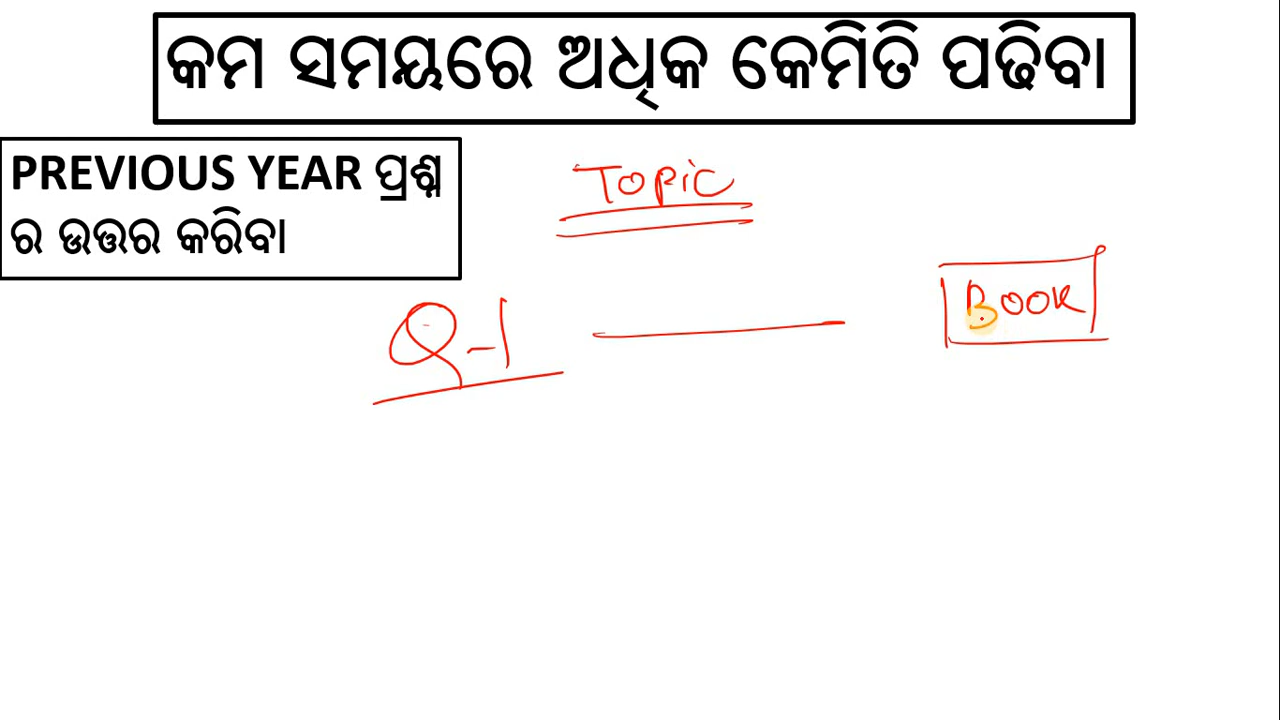 କମ ସମୟରେ ଅଧିକ କେମିତି ପଢିବା
PREVIOUS YEAR ପ୍ରଶ୍ନ
ର ଉତ୍ତର କରିବା
Topic
Q-1
Book